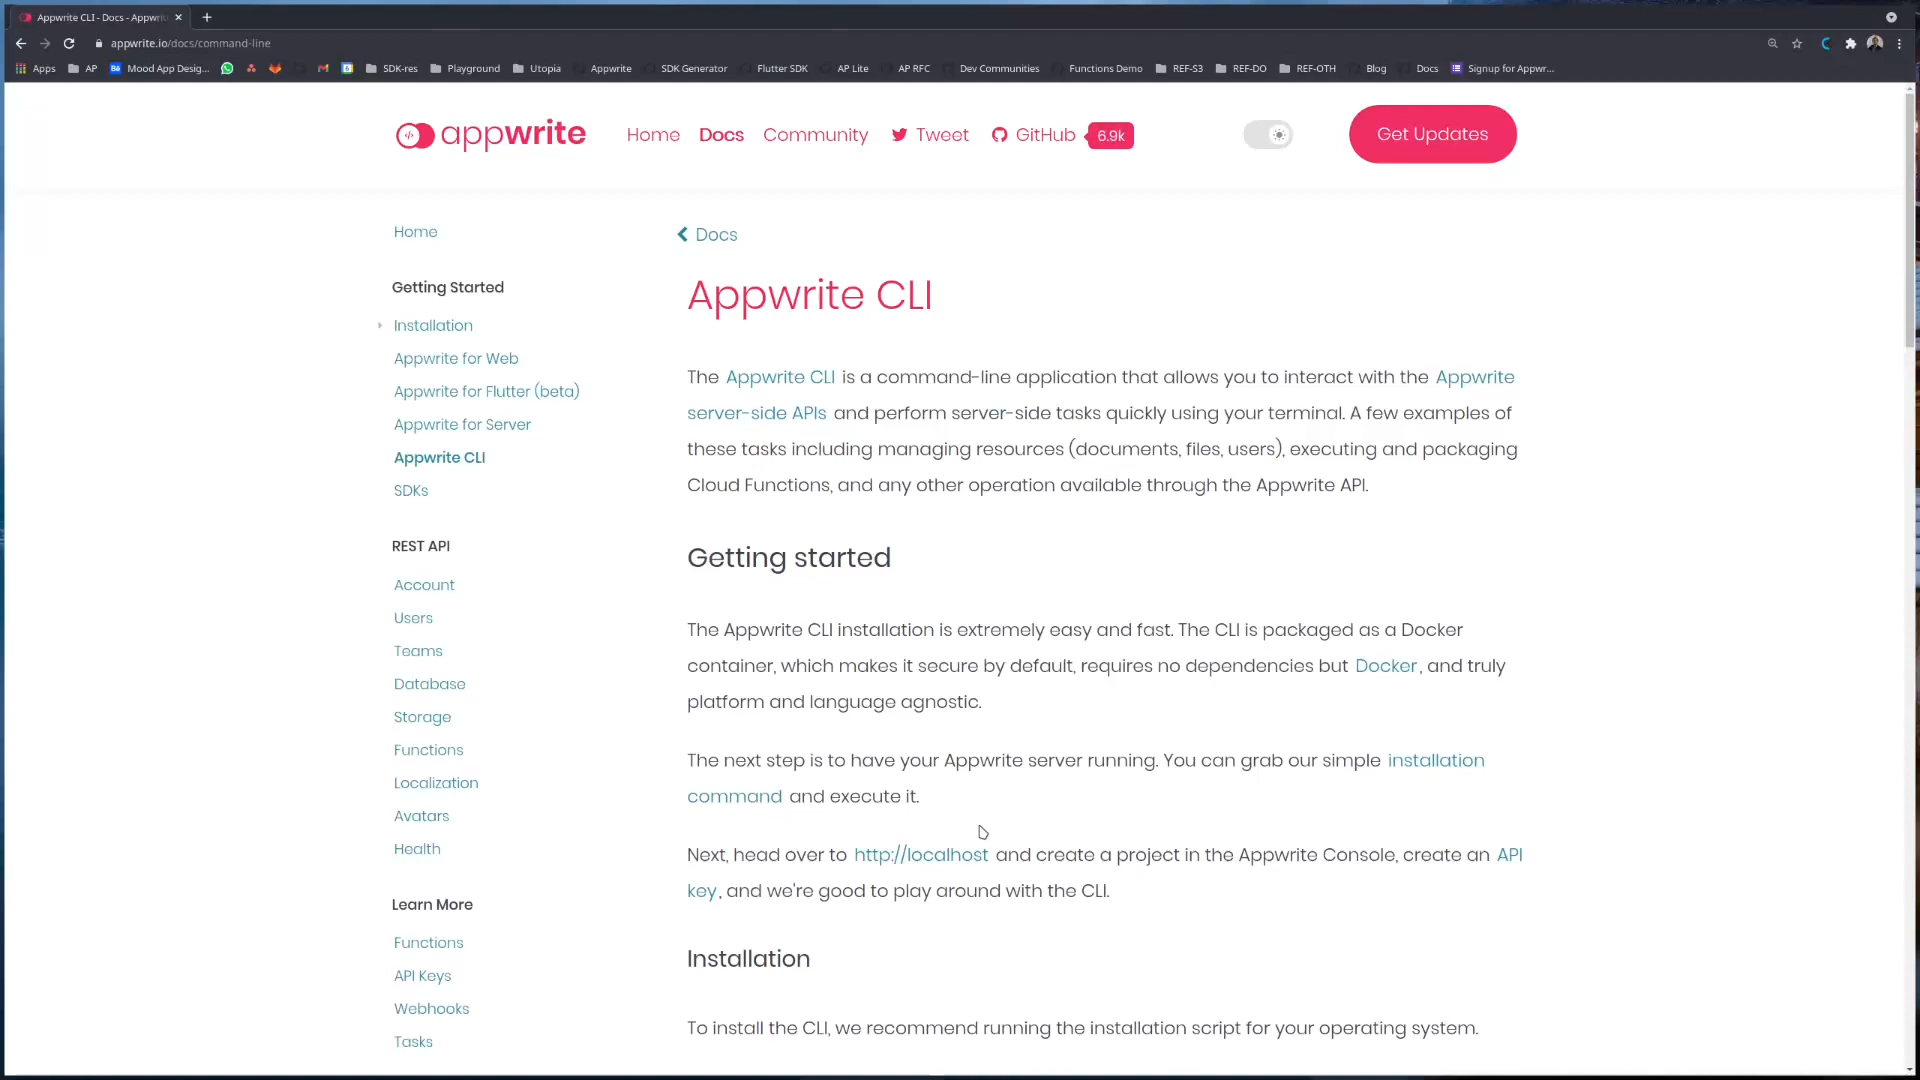 Appwrite CLI - Docs - Appwri
appwrite.io/docs/command-line
Apps AP Bē Mood App Desig... SDK-res Playground Utopia Appwrite SDK Generator Flutter SDK AP Lite AP RFC Dev Communities Functions Demo REF-S3 REF-DO REF-OTH Blog Docs Signup for Appwr...
appwrite Home Docs Community Tweet GitHub 6.9k Get Updates
Home
Getting Started
Installation
Appwrite for Web
Appwrite for Flutter (beta)
Appwrite for Server
Appwrite CLI
SDKs
REST API
Account
Users
Teams
Database
Storage
Functions
Localization
Avatars
Health
Learn More
Functions
API Keys
Webhooks
Tasks
Docs
Appwrite CLI
The Appwrite CLI is a command-line application that allows you to interact with the Appwrite
server-side APIs and perform server-side tasks quickly using your terminal. A few examples of
these tasks including managing resources (documents, files, users), executing and packaging
Cloud Functions, and any other operation available through the Appwrite API.
Getting started
The Appwrite CLI installation is extremely easy and fast. The CLI is packaged as a Docker
container, which makes it secure by default, requires no dependencies but Docker, and truly
platform and language agnostic.
The next step is to have your Appwrite server running. You can grab our simple installation
command and execute it.
Next, head over to http://localhost and create a project in the Appwrite Console, create an API
key, and we're good to play around with the CLI.
Installation
To install the CLI, we recommend running the installation script for your operating system.